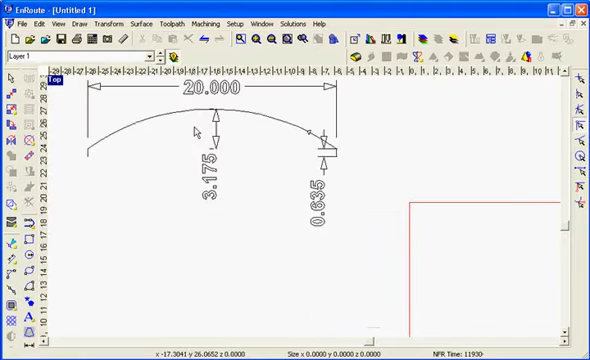 EnRoute - [Untitled 1]
File Edit View Draw Transform Surface Toolpath Machining Setup Window Solutions Help
Layer 1
Top
20.000
3.175
0.635
x -17.3041 y 26.0652 z 0.0000 Size x 0.0000 y 0.0000 z 0.0000 NFR Time: 11930